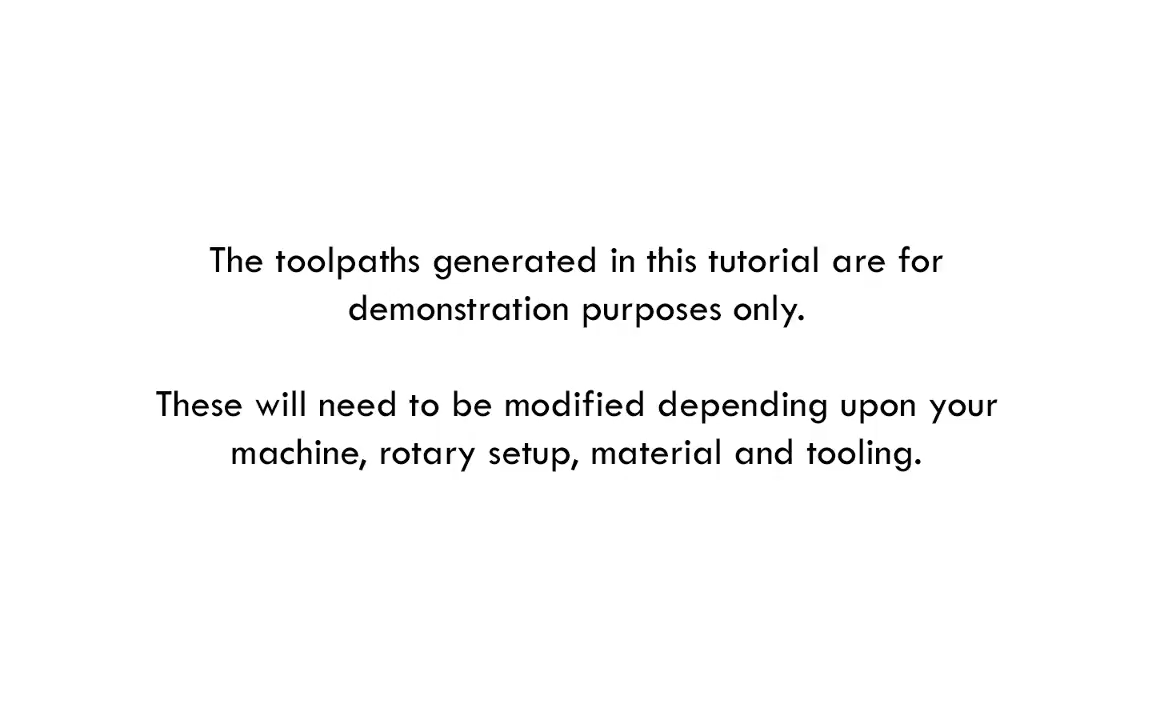 The toolpaths generated in this tutorial are for
demonstration purposes only.
These will need to be modified depending upon your
machine, rotary setup, material and tooling.